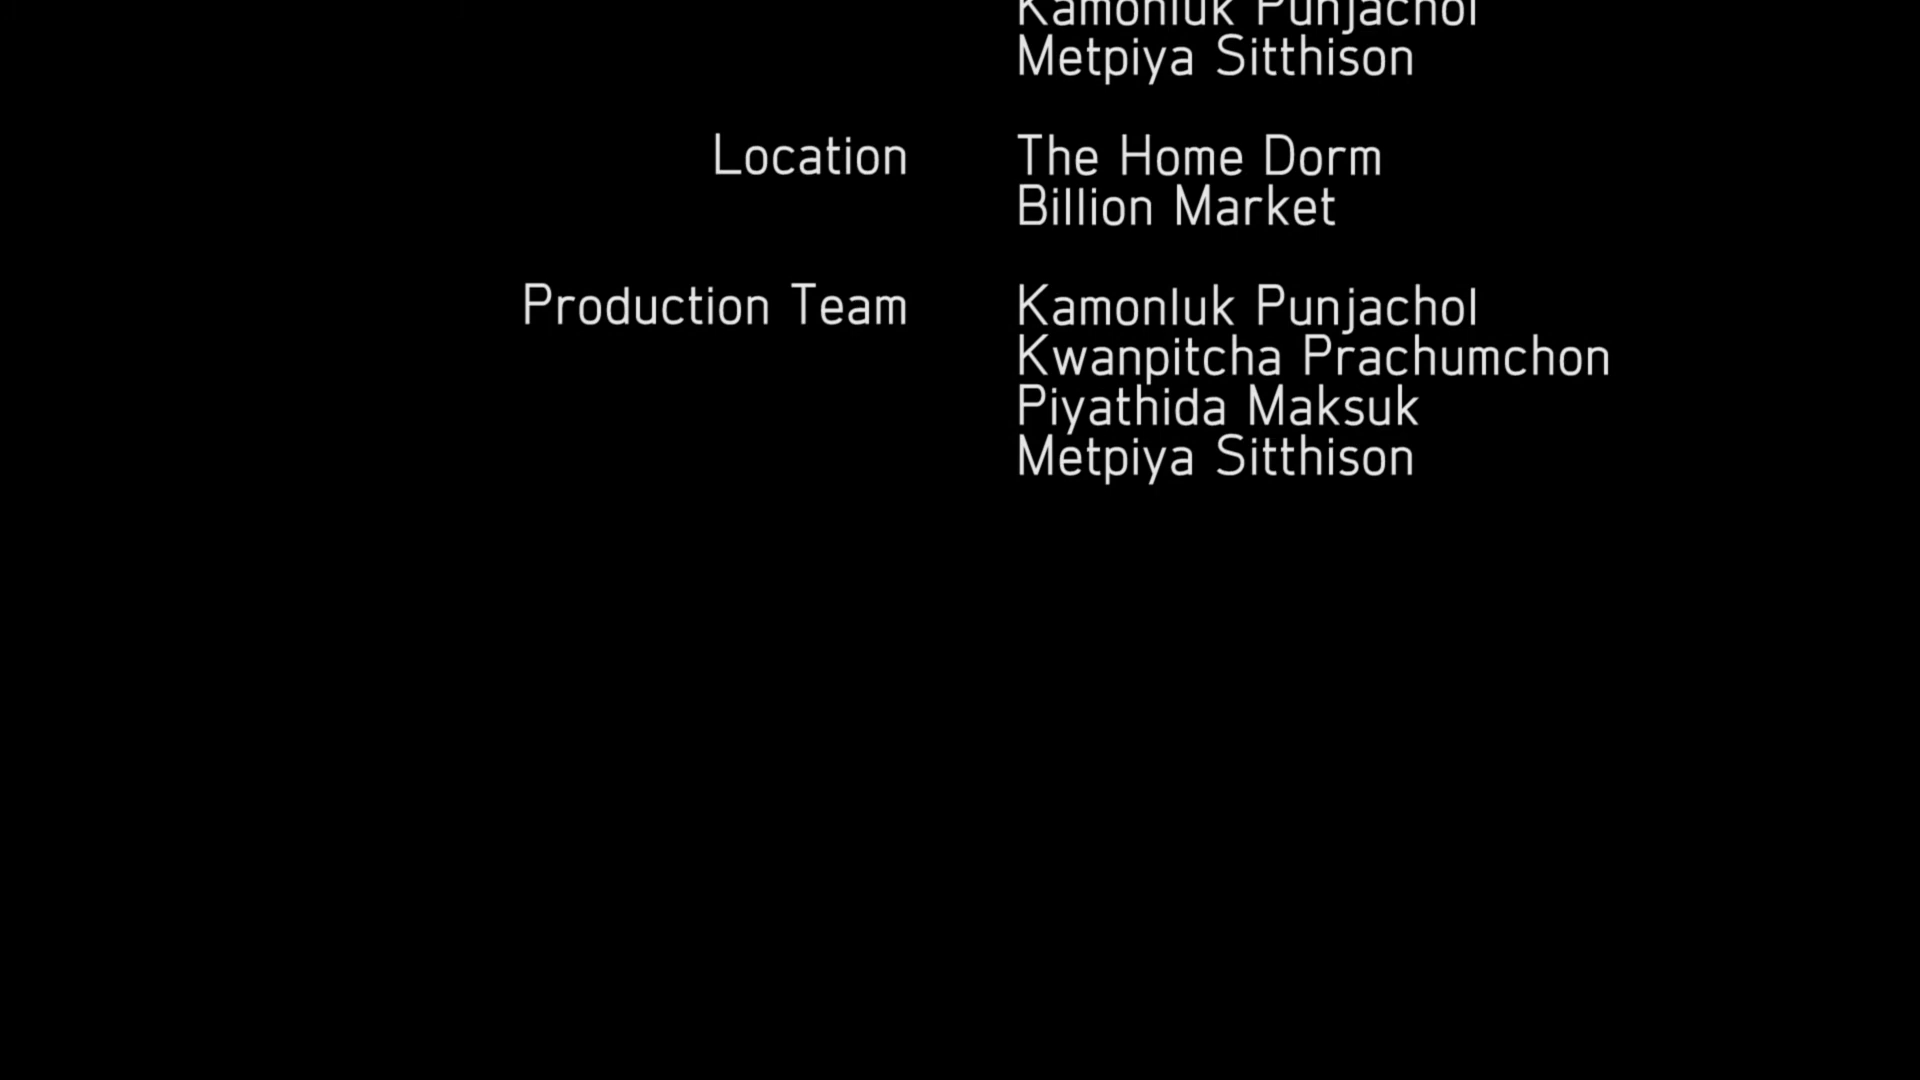 Kamonluk Punjachol
Metpiya Sitthison
Location The Home Dorm
Billion Market
Production Team Kamonluk Punjachol
Kwanpitcha Prachumchon
Piyathida Maksuk
Metpiya Sitthison